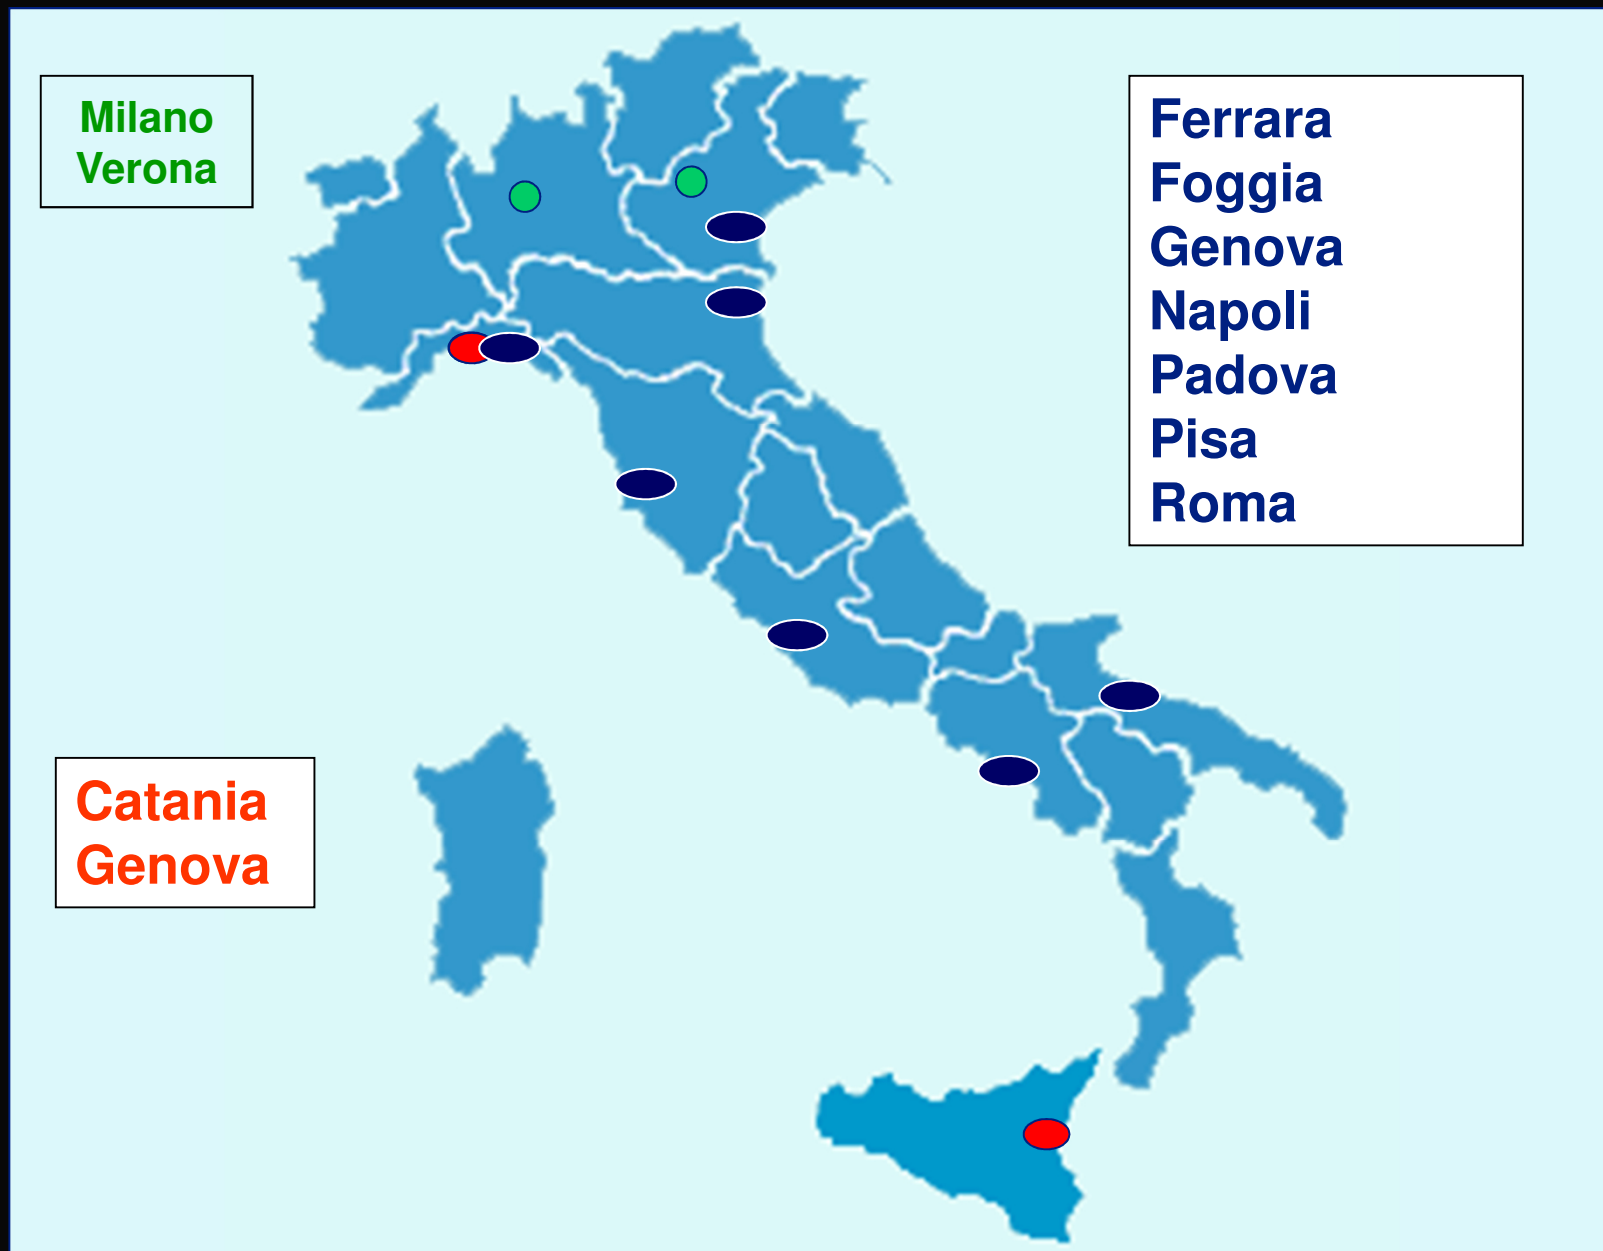 Milano
Verona
Ferrara
Foggia
Genova
Napoli
Padova
Pisa
Roma
Catania
Genova